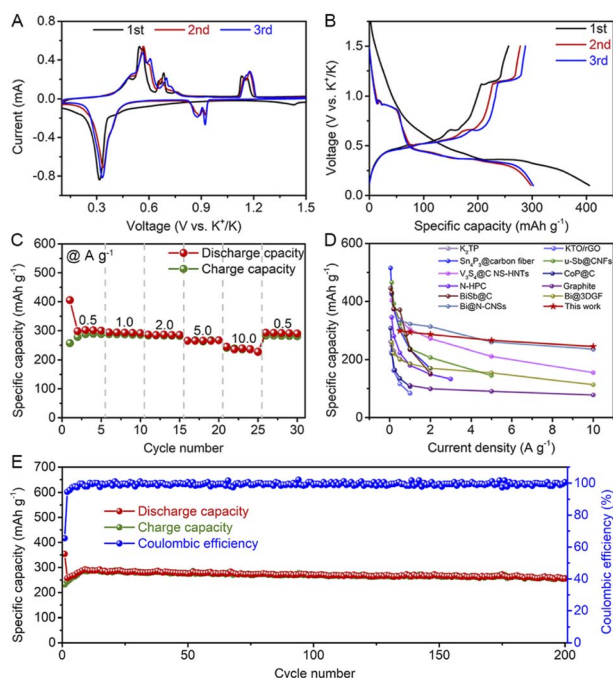 A
1st 2nd 3rd
Current (mA)
0.8
0.4
0.0
-0.4
-0.8
0.3 0.6 0.9 1.2 1.5
Voltage (V vs. K+/K)
B
1st
2nd
3rd
Voltage (V vs. K+/K)
1.5
1.0
0.5
0.0
0 100 200 300 400
Specific capacity (mAh g-1)
C
@ A g-1
Discharge cpacity
Charge capacity
Specific capacity (mAh g-1)
600
500
400
300
200
100
0
0.5 1.0 2.0 5.0 10.0 0.5
0 5 10 15 20 25 30
Cycle number
D
K2TP KTO/rGO
Sn4P3@carbon fiber u-Sb@CNFs
V3S4@C NS-HNTs CoP@C
N-HPC Graphite
BiSb@C Bi@3DGF
Bi@N-CNSs This work
Specific capacity (mAh g-1)
600
400
200
0
0 2 4 6 8 10
Current density (A g-1)
E
Discharge capacity
Charge capacity
Coulombic efficiency
Specific capacity (mAh g-1)
700
600
500
400
300
200
100
0
0 50 100 150 200
Cycle number
100
80
60
40
20
0
Coulombic efficiency (%)